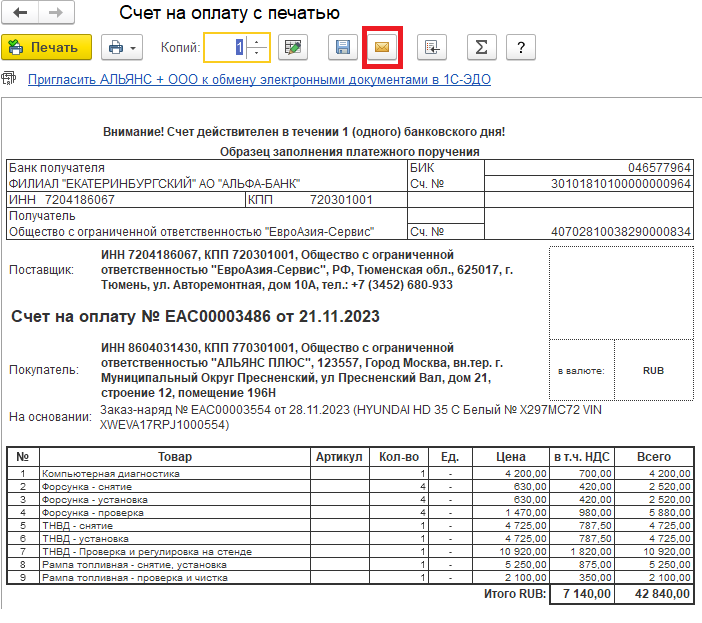 Счет на оплату с печатью
Печать Копий: 1 Σ ?
Пригласить АЛЬЯНС + ООО к обмену электронными документами в 1С-ЭДО
Внимание! Счет действителен в течении 1 (одного) банковского дня!
Образец заполнения платежного поручения
Банк получателя БИК 046577964
ФИЛИАЛ "ЕКАТЕРИНБУРГСКИЙ" АО "АЛЬФА-БАНК" Сч. № 30101810100000000964
ИНН 7204186067 КПП 720301001
Получатель
Общество с ограниченной ответственностью "ЕвроАзия-Сервис" Сч. № 40702810038290000834
Поставщик: ИНН 7204186067, КПП 720301001, Общество с ограниченной
ответственностью "ЕвроАзия-Сервис", РФ, Тюменская обл., 625017, г.
Тюмень, ул. Авторемонтная, дом 10А, тел.: +7 (3452) 680-933
Счет на оплату № ЕАС00003486 от 21.11.2023
Покупатель: ИНН 8604031430, КПП 770301001, Общество с ограниченной
ответственностью "АЛЬЯНС ПЛЮС", 123557, Город Москва, вн.тер. г.
Муниципальный Округ Пресненский, ул Пресненский Вал, дом 21,
строение 12, помещение 196Н
в валюте: RUB
На основании: Заказ-наряд № ЕАС00003554 от 28.11.2023 (HYUNDAI HD 35 С Белый № Х297МС72 VIN
XWEVA17RPJ1000554)
№ Товар Артикул Кол-во Ед. Цена в т.ч. НДС Всего
1 Компьютерная диагностика 1 - 4 200,00 700,00 4 200,00
2 Форсунка - снятие 4 - 630,00 420,00 2 520,00
3 Форсунка - установка 4 - 630,00 420,00 2 520,00
4 Форсунка - проверка 4 - 1 470,00 980,00 5 880,00
5 ТНВД - снятие 1 - 4 725,00 787,50 4 725,00
6 ТНВД - установка 1 - 4 725,00 787,50 4 725,00
7 ТНВД - Проверка и регулировка на стенде 1 - 10 920,00 1 820,00 10 920,00
8 Рампа топливная - снятие, установка 1 - 5 250,00 875,00 5 250,00
9 Рампа топливная - проверка и чистка 1 - 2 100,00 350,00 2 100,00
Итого RUB: 7 140,00 42 840,00